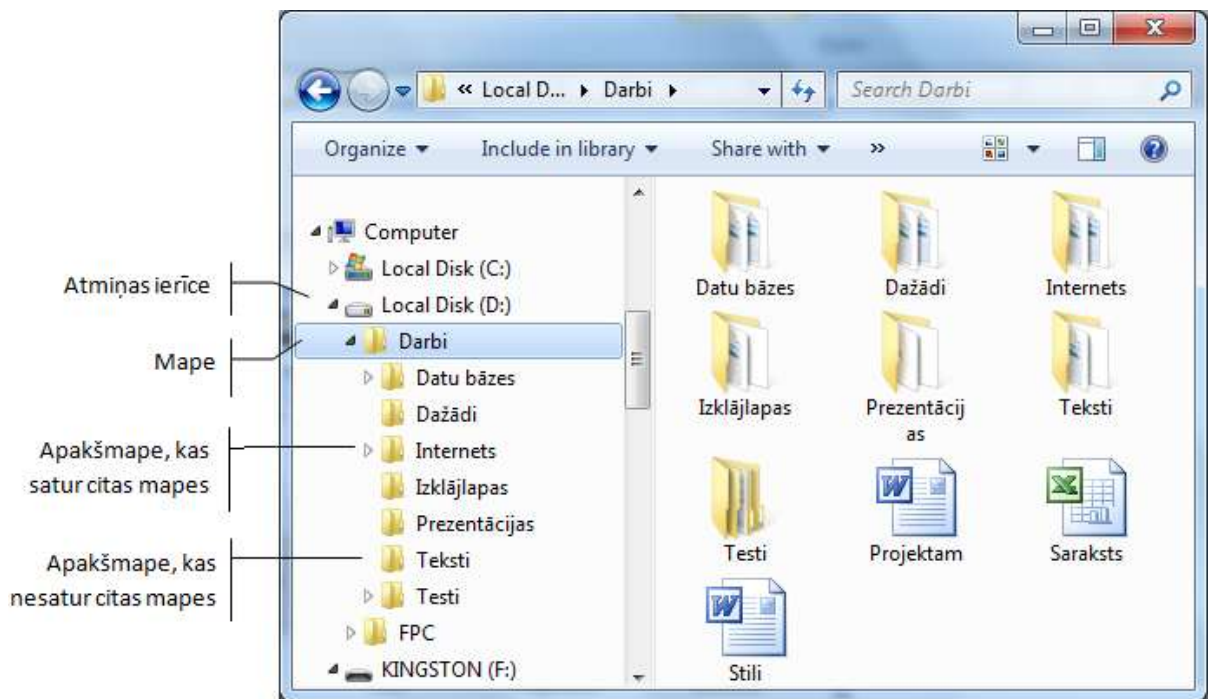 « Local D... Darbi
Search Darbi
Organize
Include in library
Share with
»
Computer
Local Disk (C:)
Local Disk (D:)
Darbi
Datu bāzes
Dažādi
Internets
Izklājlapas
Prezentācijas
Teksti
Testi
FPC
KINGSTON (F:)
Atmiņas ierīce
Mape
Apakšmape, kas
satur citas mapes
Apakšmape, kas
nesatur citas mapes
Datu bāzes
Dažādi
Internets
Izklājlapas
Prezentācij
as
Teksti
Testi
Projektam
Saraksts
Stili